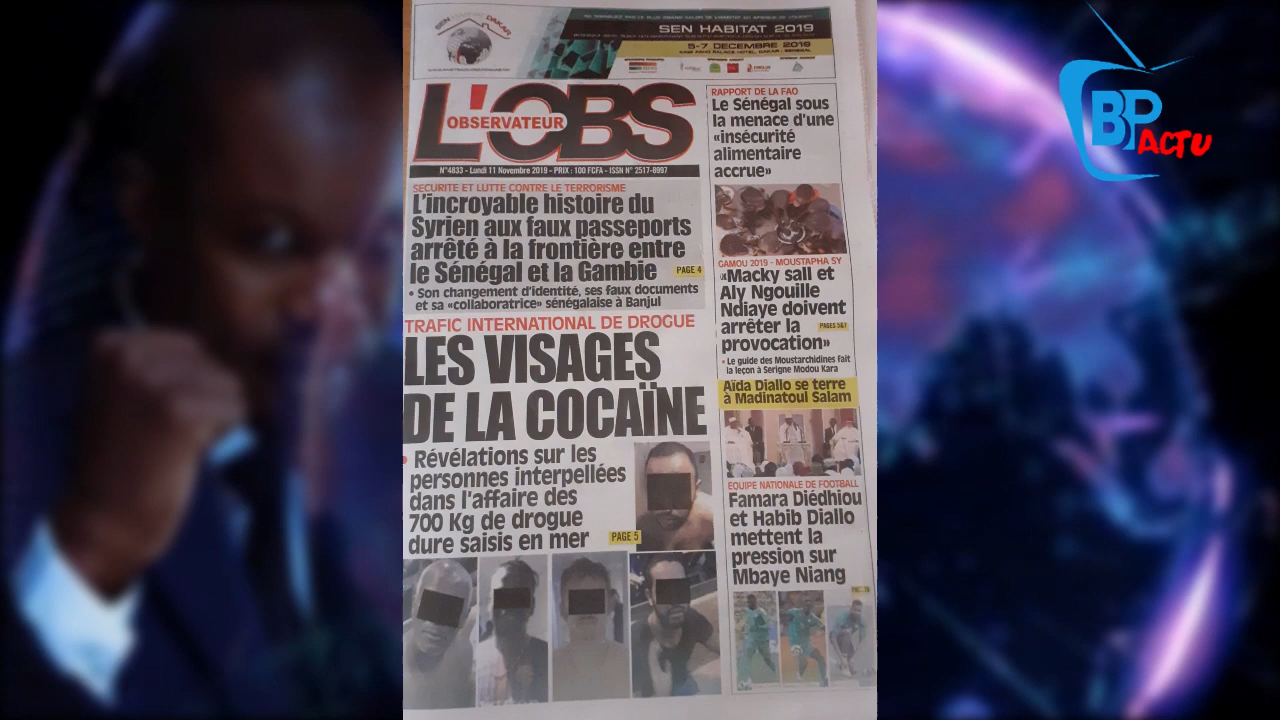 SEN HABITAT 2019
5-7 DECEMBRE 2019
L'OBS
OBSERVATEUR
N°4833 - Lundi 11 Novembre 2019 - PRIX : 100 FCFA - ISSN N° 2517-8997
SECURITE ET LUTTE CONTRE LE TERRORISME
L'incroyable histoire du
Syrien aux faux passeports
arrêté à la frontière entre
le Sénégal et la Gambie
PAGE 4
• Son changement d'identité, ses faux documents
et sa «collaboratrice» sénégalaise à Banjul
TRAFIC INTERNATIONAL DE DROGUE
LES VISAGES
DE LA COCAÏNE
• Révélations sur les
personnes interpellées
dans l'affaire des
700 Kg de drogue
dure saisis en mer
PAGE 5
RAPPORT DE LA FAO
Le Sénégal sous
la menace d'une
«insécurité
alimentaire
accrue»
GAMOU 2019 - MOUSTAPHA SY
«Macky sall et
Aly Ngouille
Ndiaye doivent
arrêter la
provocation»
PAGES 5&7
• Le guide des Moustarchidines fait
la leçon à Serigne Modou Kara
Aïda Diallo se terre
à Madinatoul Salam
EQUIPE NATIONALE DE FOOTBALL
Famara Diédhiou
et Habib Diallo
mettent la
pression sur
Mbaye Niang
BP
ACTU